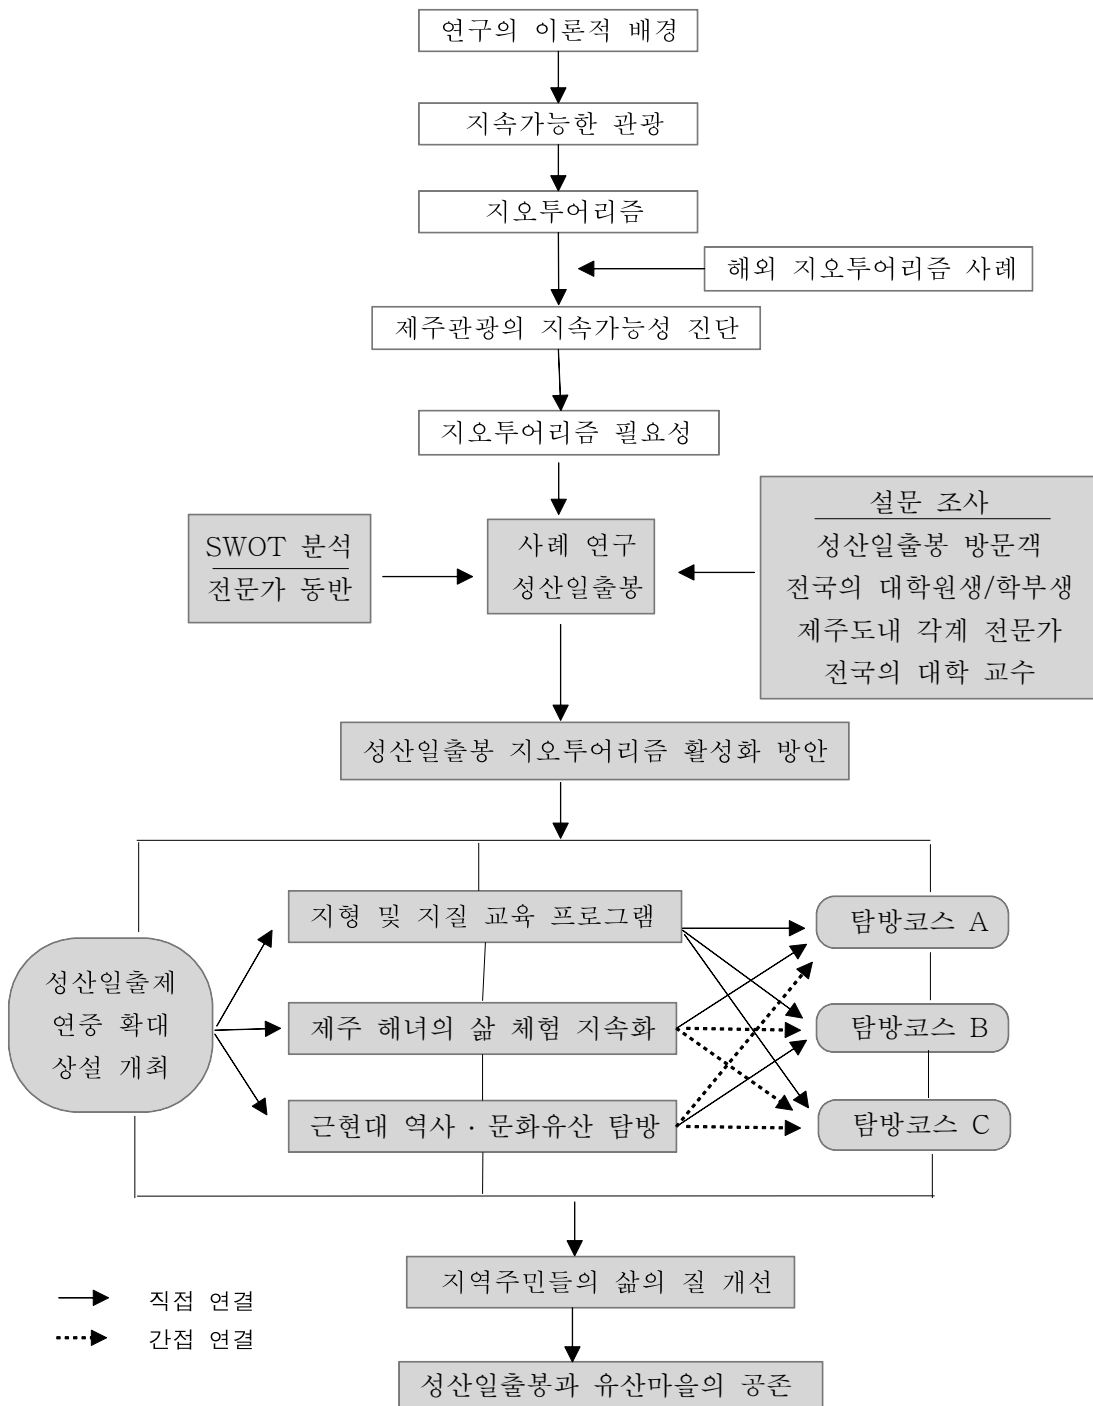 연구의 이론적 배경
지속가능한 관광
지오투어리즘
해외 지오투어리즘 사례
제주관광의 지속가능성 진단
지오투어리즘 필요성
SWOT 분석
전문가 동반
사례 연구
성산일출봉
설문 조사
성산일출봉 방문객
전국의 대학원생/학부생
제주도내 각계 전문가
전국의 대학 교수
성산일출봉 지오투어리즘 활성화 방안
성산일출제
연중 확대
상설 개최
지형 및 지질 교육 프로그램
제주 해녀의 삶 체험 지속화
근현대 역사 · 문화유산 탐방
탐방코스 A
탐방코스 B
탐방코스 C
지역주민들의 삶의 질 개선
직접 연결
간접 연결
성산일출봉과 유산마을의 공존